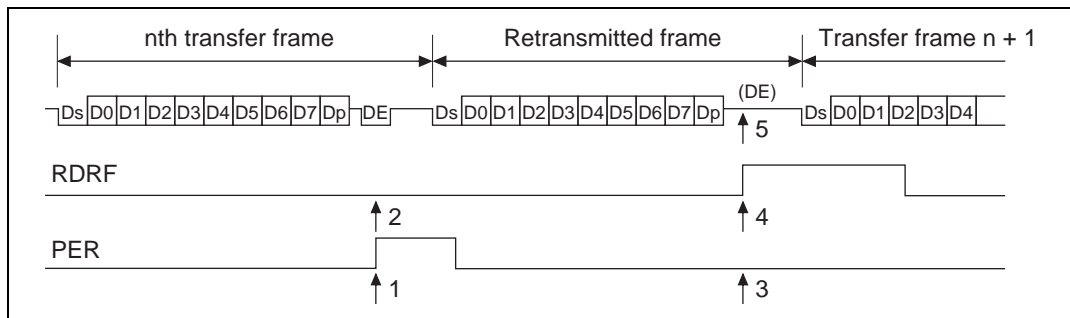 nth transfer frame Retransmitted frame Transfer frame n + 1
(DE)
Ds D0 D1 D2 D3 D4 D5 D6 D7 Dp DE Ds D0 D1 D2 D3 D4 D5 D6 D7 Dp Ds D0 D1 D2 D3 D4
5
RDRF
2 4
PER
1 3